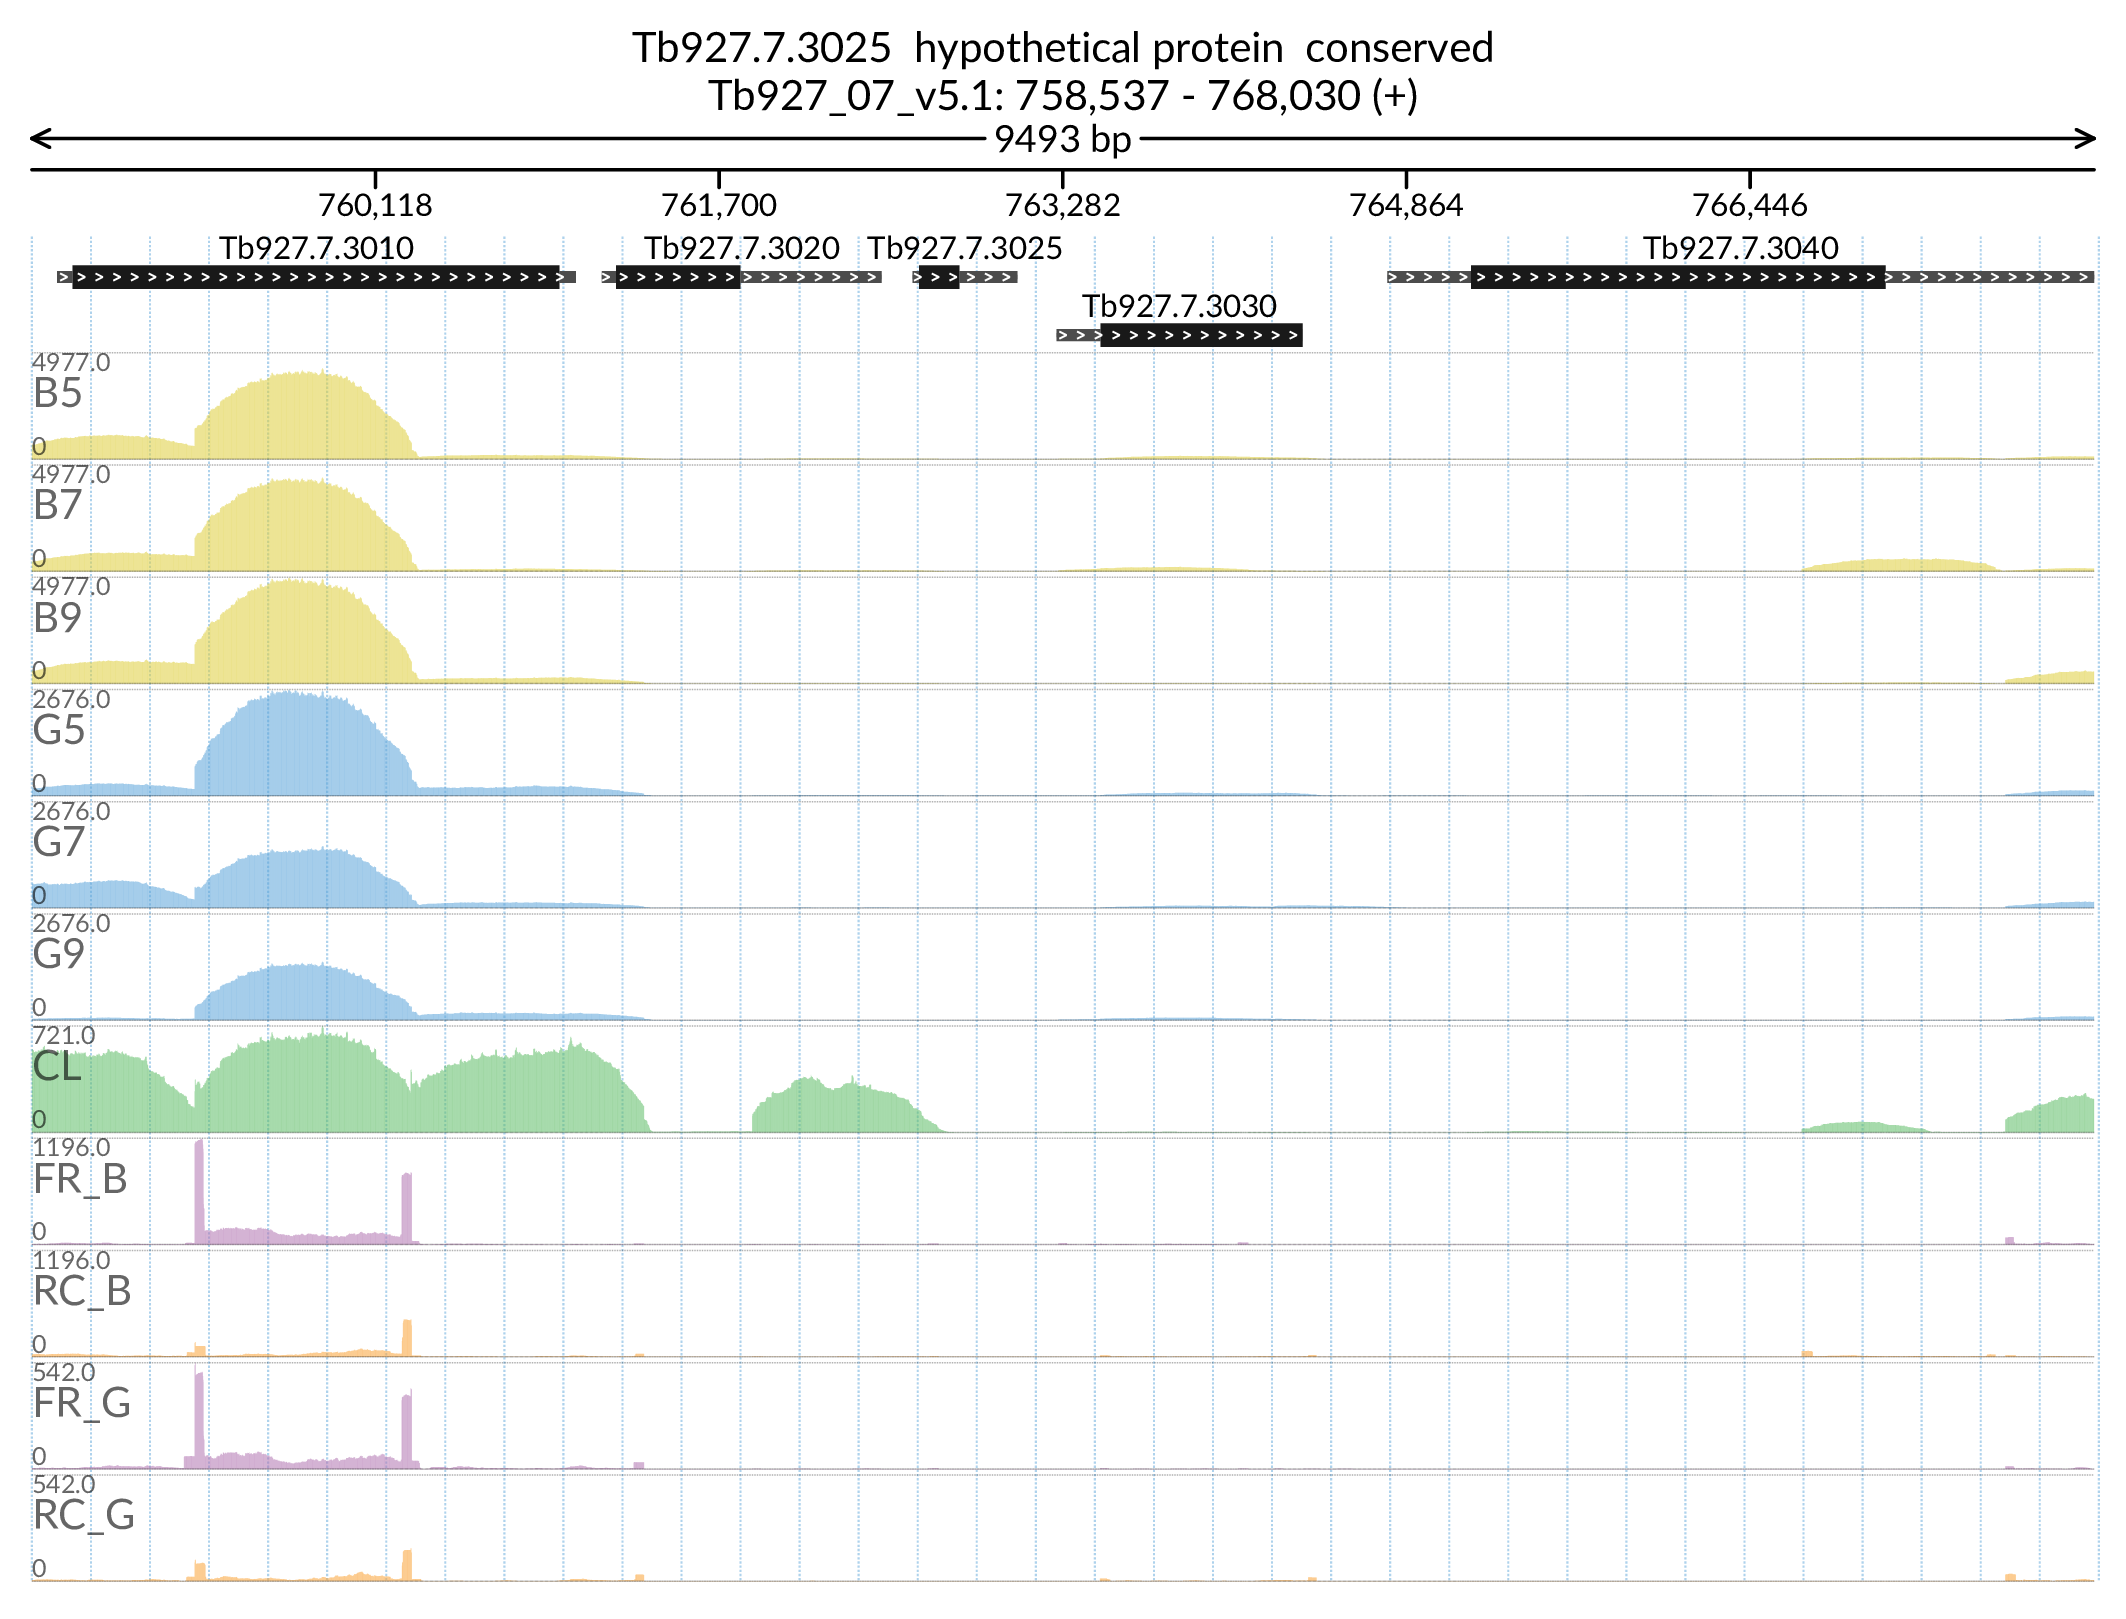 Tb927.7.3025  hypothetical protein  conserved
Tb927_07_v5.1: 758,537 - 768,030 (+)
9493 bp
760,118 761,700 763,282 764,864 766,446
Tb927.7.3010 Tb927.7.3020 Tb927.7.3025 Tb927.7.3040
Tb927.7.3030
4977.0
B5
0
4977.0
B7
0
4977.0
B9
0
2676.0
G5
0
2676.0
G7
0
2676.0
G9
0
721.0
CL
0
1196.0
FR_B
0
1196.0
RC_B
0
542.0
FR_G
0
542.0
RC_G
0